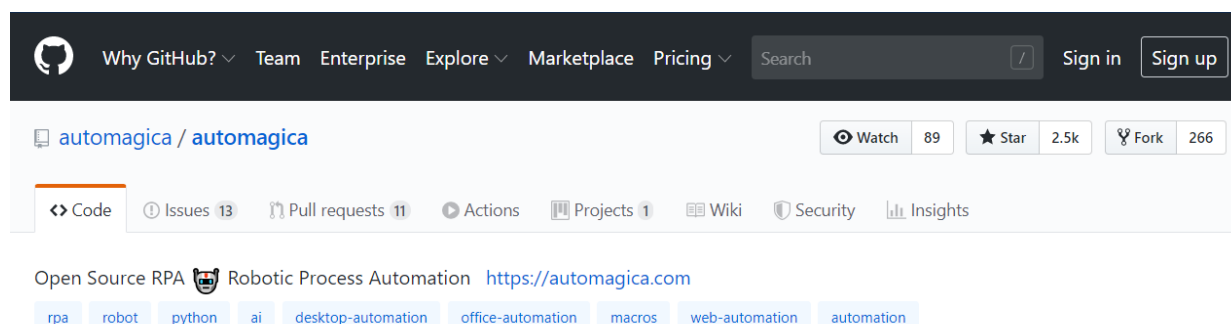 Why GitHub? Team Enterprise Explore Marketplace Pricing Search / Sign in Sign up
automagica / automagica Watch 89 Star 2.5k Fork 266
Code Issues 13 Pull requests 11 Actions Projects 1 Wiki Security Insights
Open Source RPA Robotic Process Automation https://automagica.com
rpa robot python ai desktop-automation office-automation macros web-automation automation